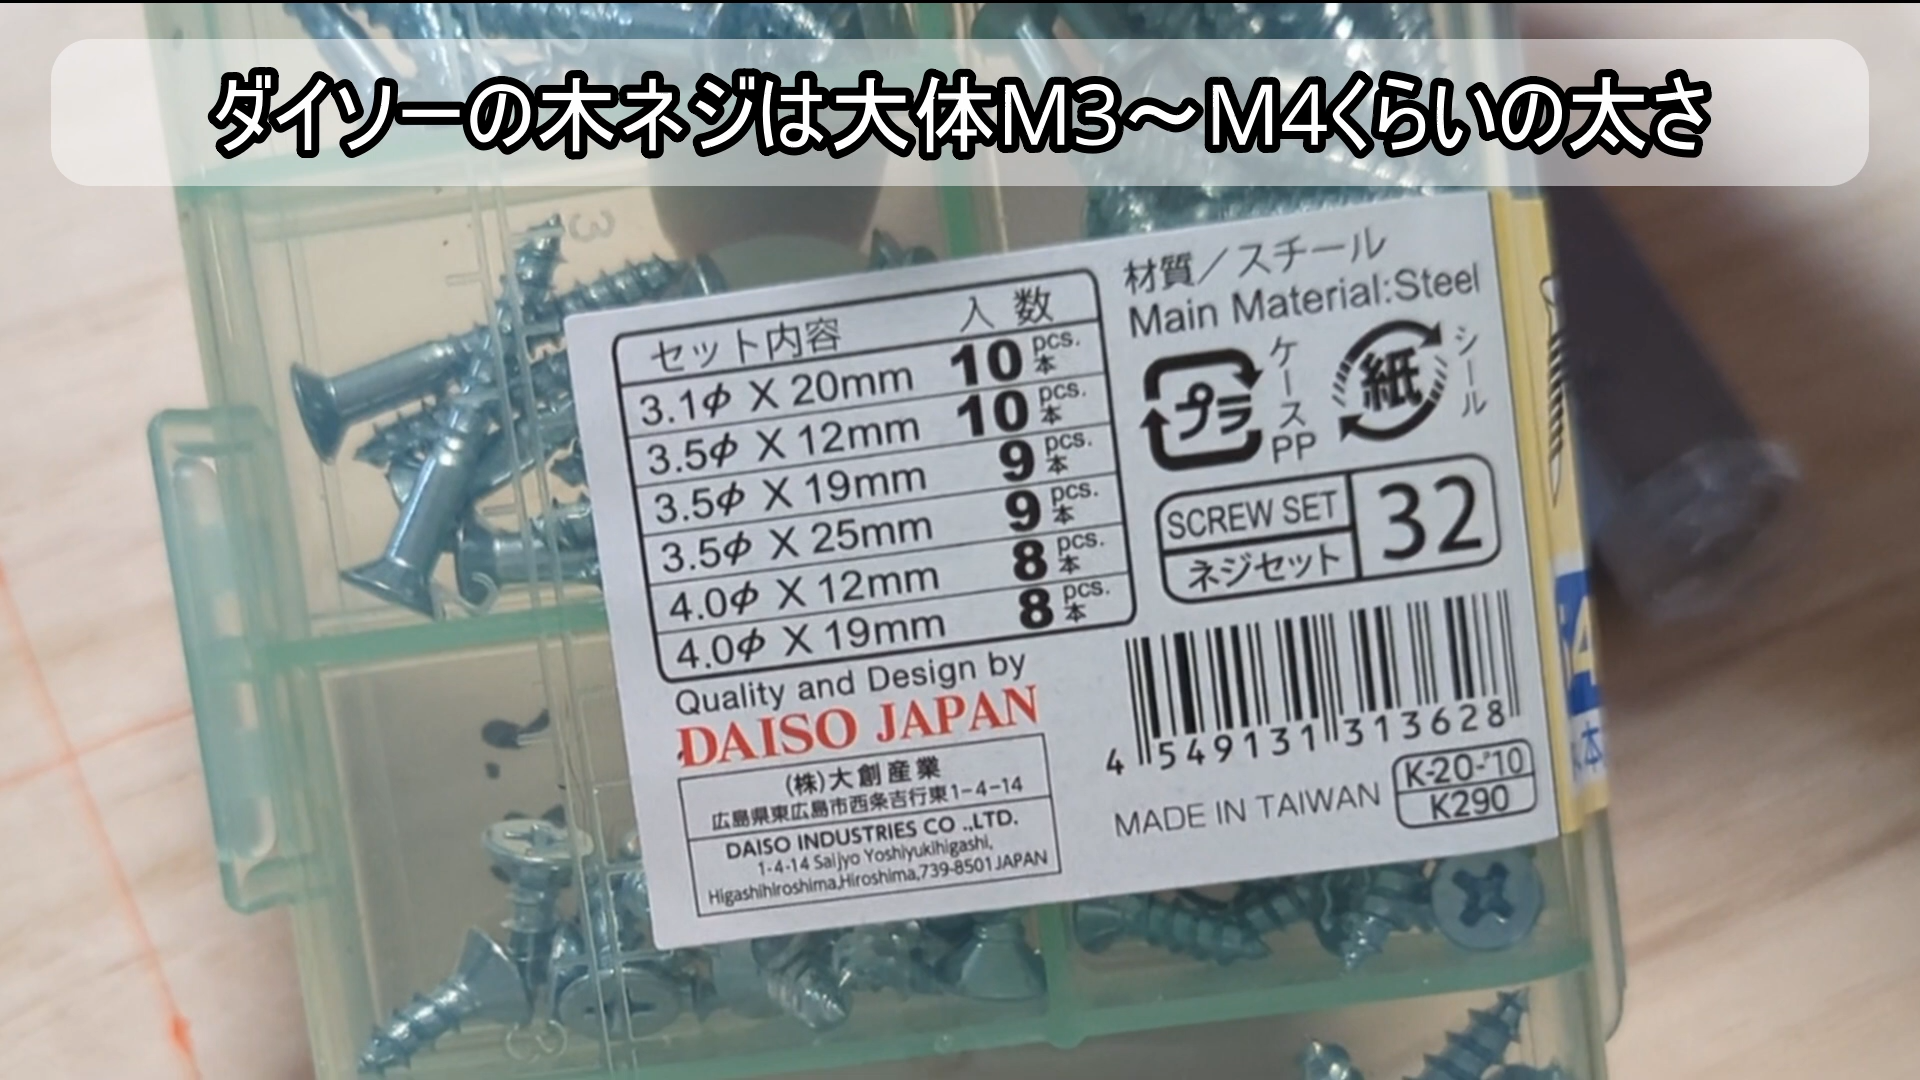 ダイソーの木ネジは大体M3～M4くらいの太さ
セット内容 入数
3.1φ X 20mm 10 pcs. 本
3.5φ X 12mm 10 pcs. 本
3.5φ X 19mm 9 pcs. 本
3.5φ X 25mm 9 pcs. 本
4.0φ X 12mm 8 pcs. 本
4.0φ X 19mm 8 pcs. 本
Quality and Design by
DAISO JAPAN
(株)大創産業
広島県東広島市西条吉行東1-4-14
DAISO INDUSTRIES CO.,LTD.
1-4-14 Saijyo Yoshiyukihigashi,
Higashihiroshima,Hiroshima,739-8501 JAPAN
材質／スチール
Main Material:Steel
プラ
ケース
PP
紙
シール
SCREW SET
ネジセット
32
4 549131 313628
MADE IN TAIWAN
K-20-'10
K290